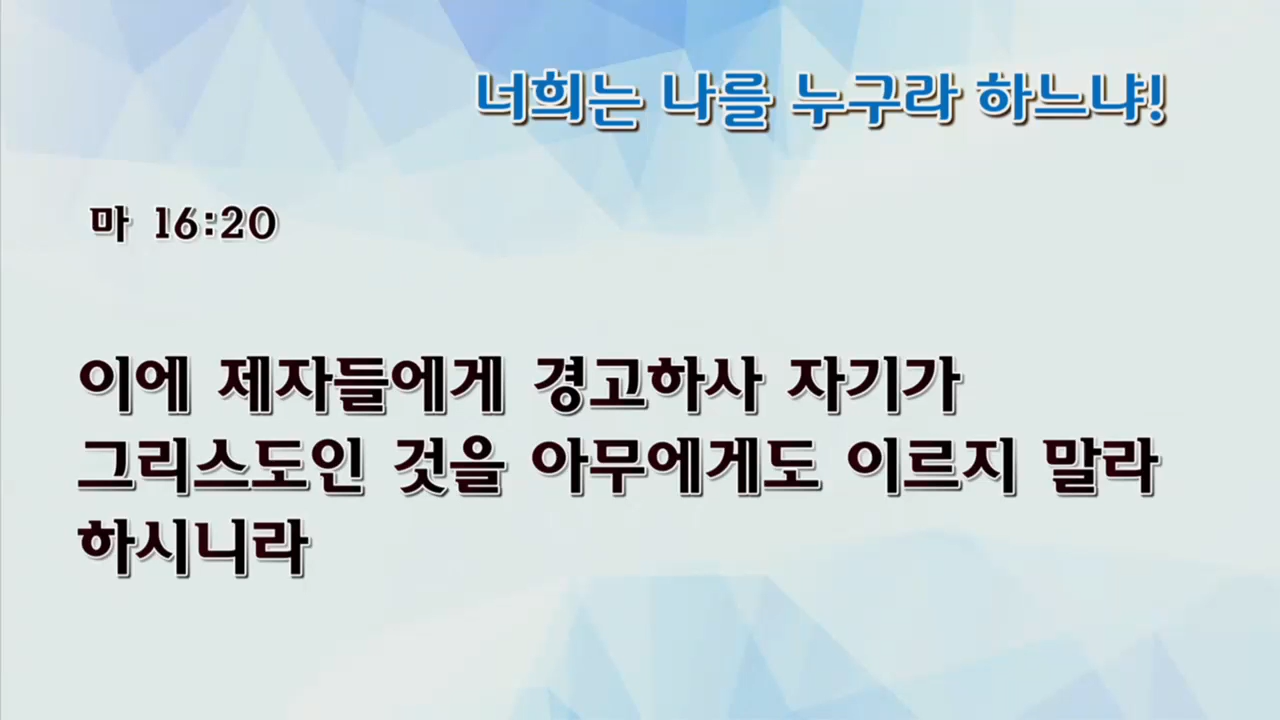 너희는 나를 누구라 하느냐!
마 16:20
이에 제자들에게 경고하사 자기가
그리스도인 것을 아무에게도 이르지 말라
하시니라